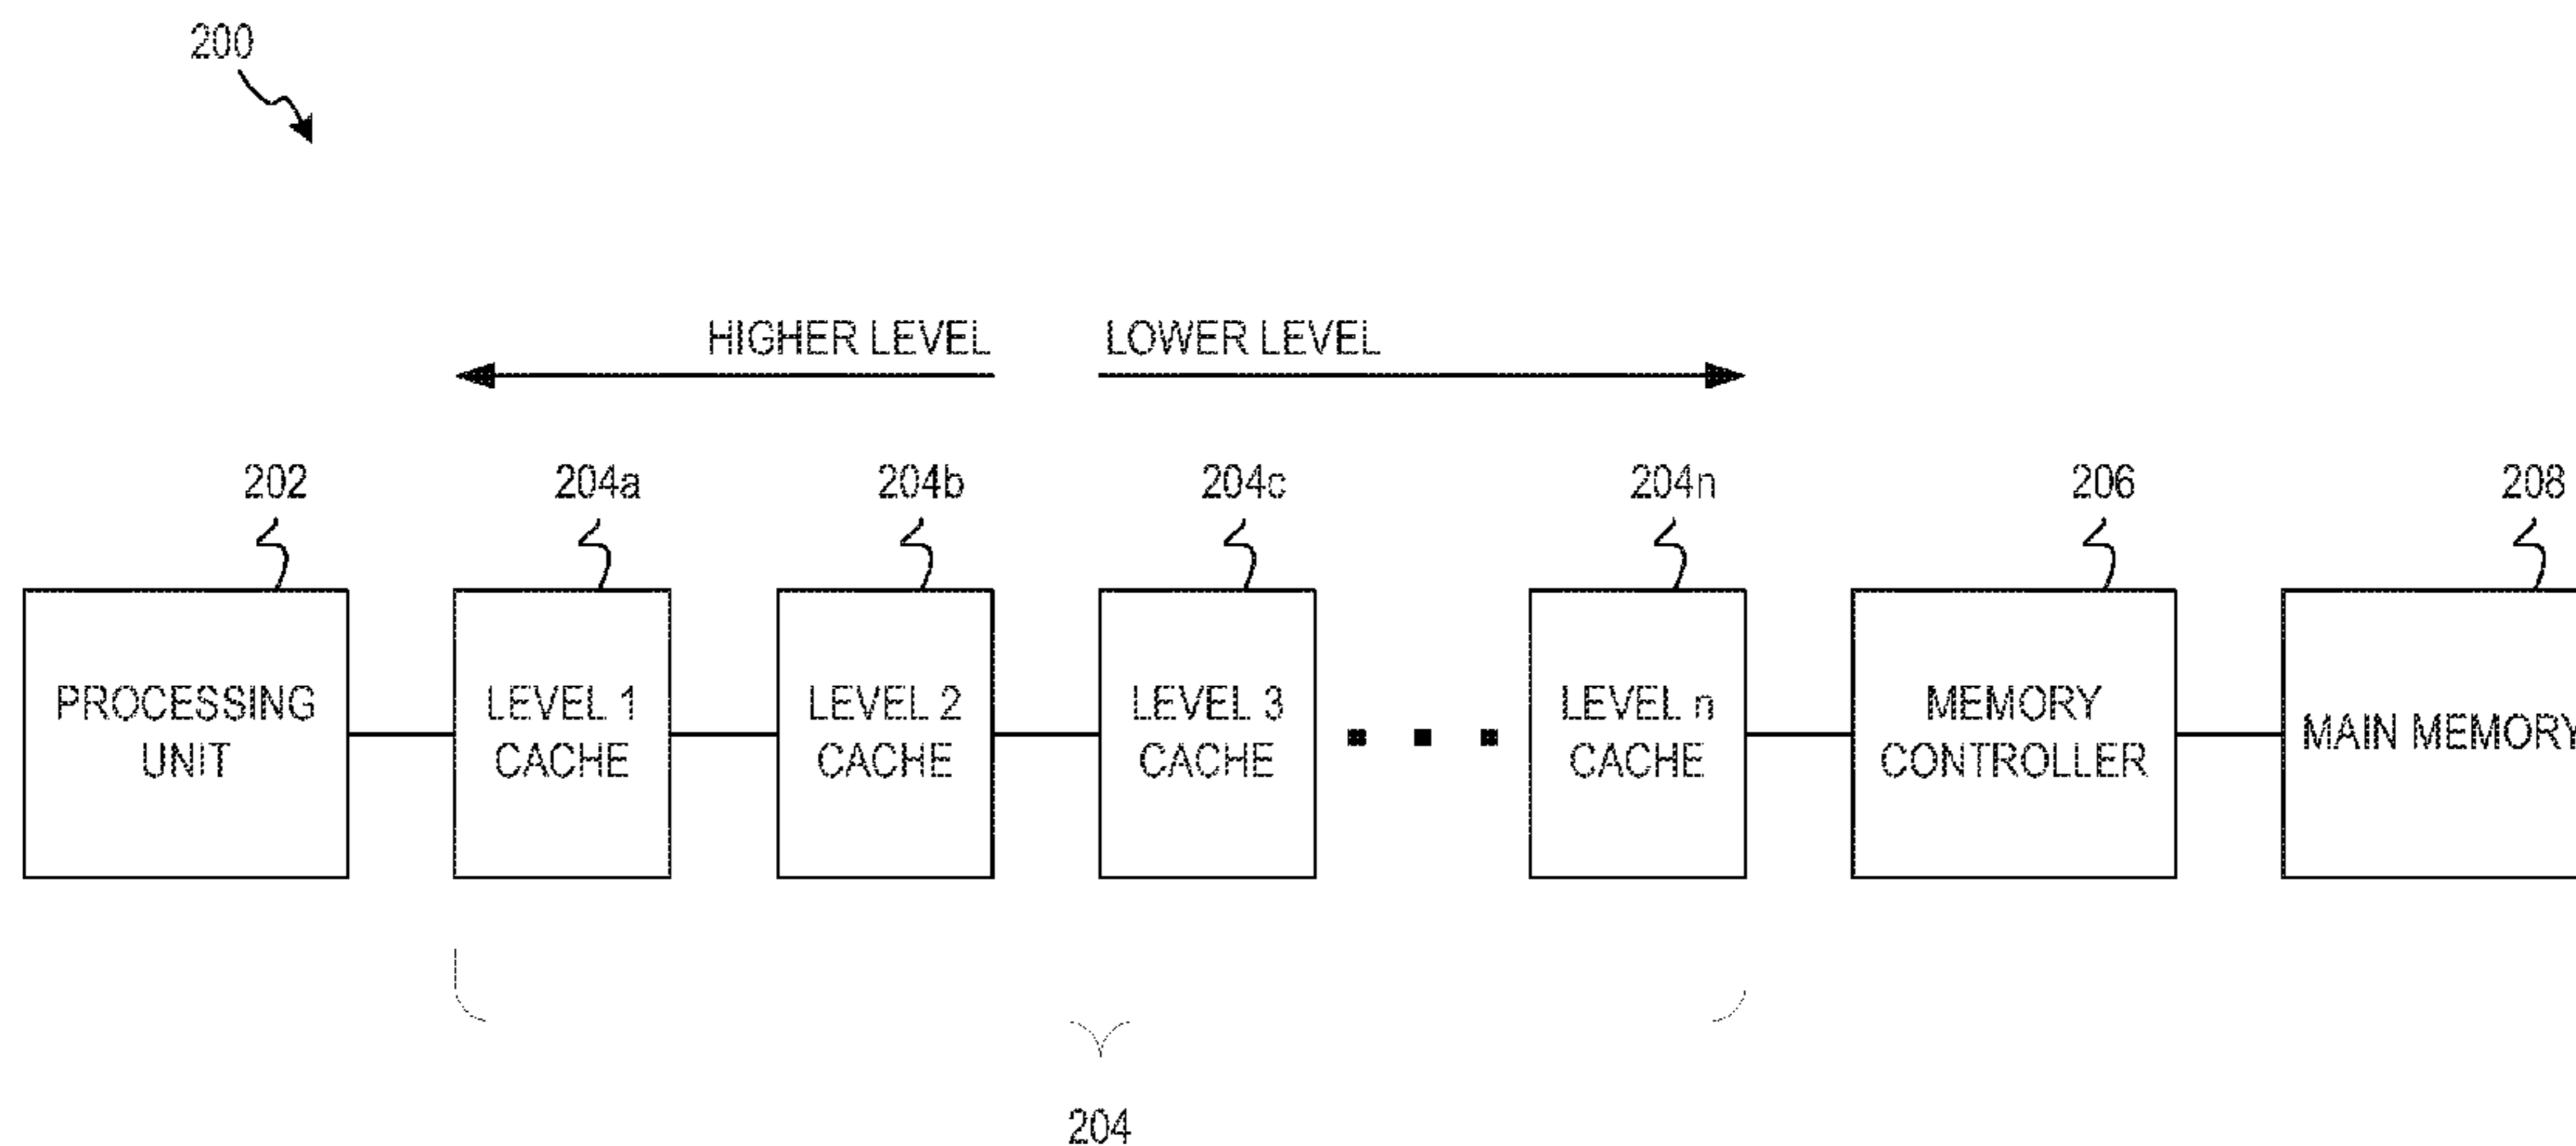 200
HIGHER LEVEL
LOWER LEVEL
202
204a
204b
204c
204n
206
208
PROCESSING
UNIT
LEVEL 1
CACHE
LEVEL 2
CACHE
LEVEL 3
CACHE
LEVEL n
CACHE
MEMORY
CONTROLLER
MAIN MEMORY
204